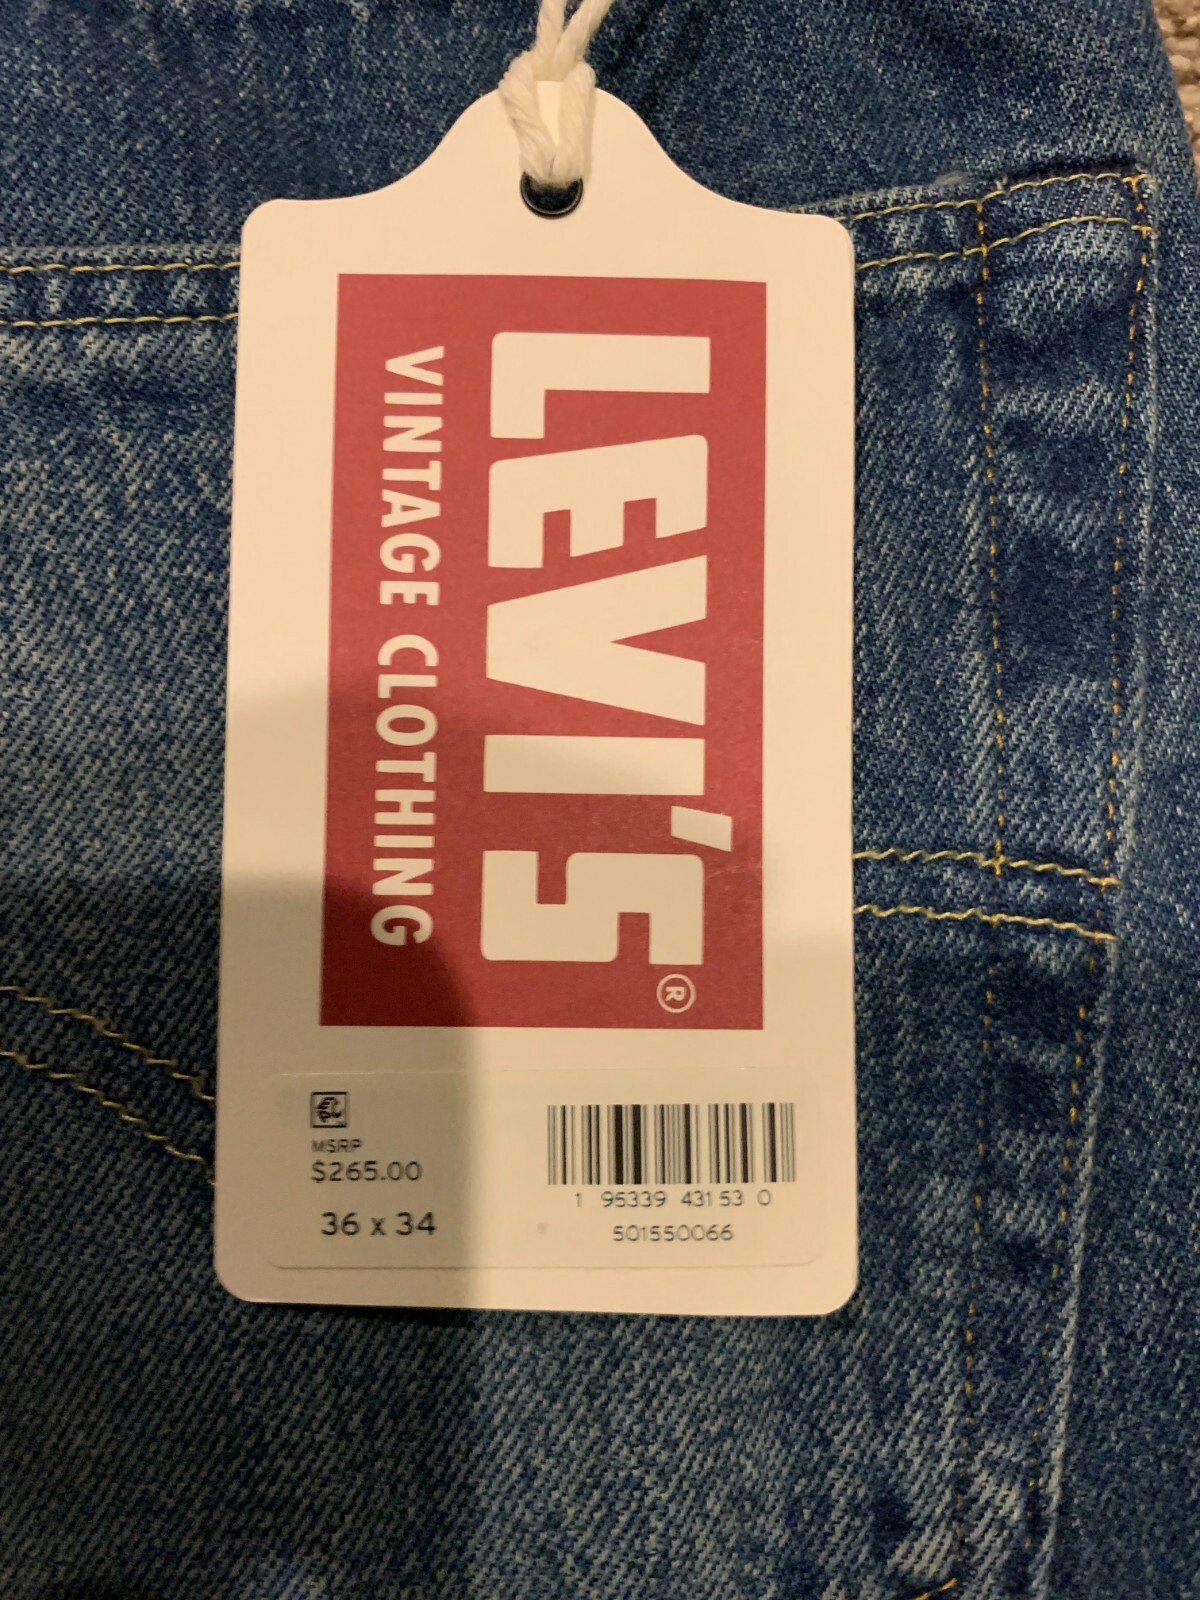 LEVI'S®
VINTAGE CLOTHING
MSRP
$265.00
36 x 34
1 95339 43153 0
501550066